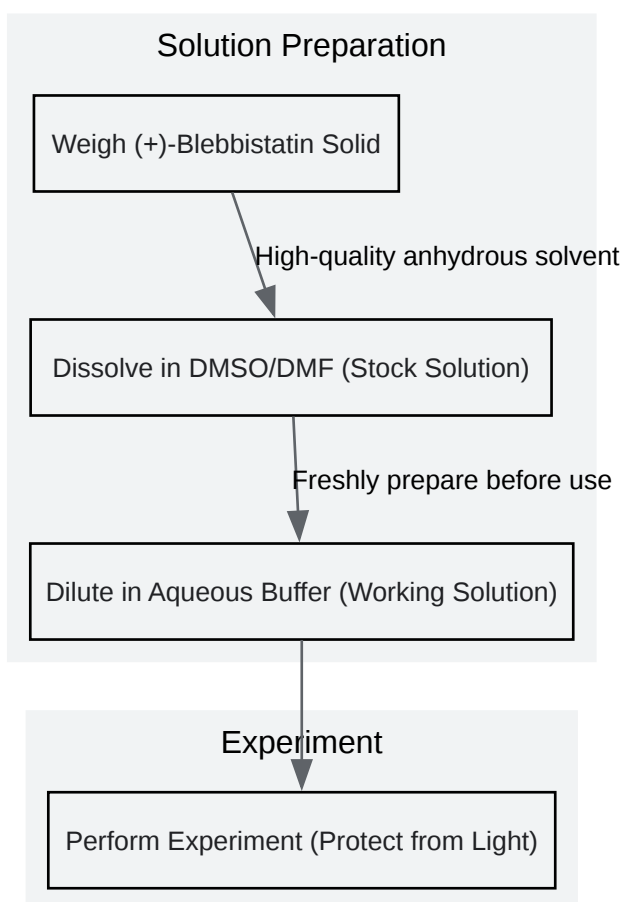 Solution Preparation
Weigh (+)-Blebbistatin Solid
High-quality anhydrous solvent
Dissolve in DMSO/DMF (Stock Solution)
Freshly prepare before use
Dilute in Aqueous Buffer (Working Solution)
Experiment
Perform Experiment (Protect from Light)